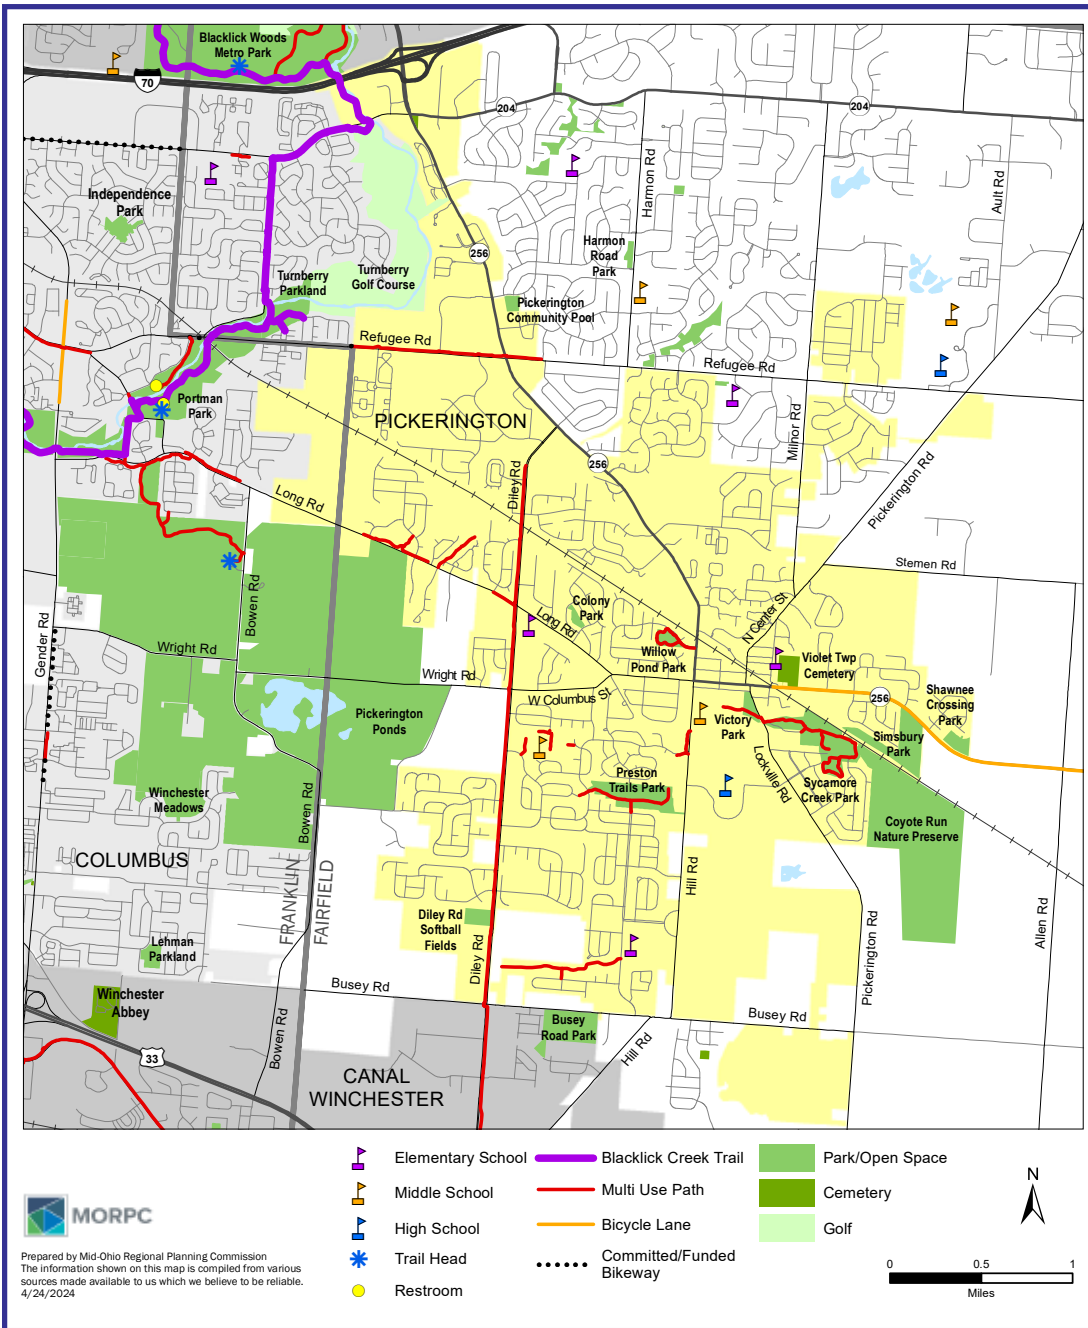 Blacklick Woods
Metro Park
70
204
204
Independence
Park
Harmon Rd
Ault Rd
Harmon
Road
Park
256
Turnberry
Parkland
Turnberry
Golf Course
Pickerington
Community Pool
Refugee Rd
Refugee Rd
Portman
Park
PICKERINGTON
Milnor Rd
256
Diley Rd
Pickerington Rd
Long Rd
Stemen Rd
Bowen Rd
Colony
Park
Long Rd
N Center St
Gender Rd
Wright Rd
Willow
Pond Park
Violet Twp
Cemetery
Wright Rd
W Columbus St
256
Shawnee
Crossing
Park
Pickerington
Ponds
Victory
Park
Simsbury
Park
Lockville Rd
Preston
Trails Park
Sycamore
Creek Park
Winchester
Meadows
Bowen Rd
Coyote Run
Nature Preserve
COLUMBUS
FRANKLIN
FAIRFIELD
Hill Rd
Diley Rd
Softball
Fields
Diley Rd
Pickerington Rd
Allen Rd
Lehman
Parkland
Busey Rd
Winchester
Abbey
Busey
Road Park
Busey Rd
Bowen Rd
Hill Rd
33
CANAL
WINCHESTER
Elementary School
Middle School
High School
Trail Head
Restroom
Blacklick Creek Trail
Multi Use Path
Bicycle Lane
Committed/Funded
Bikeway
Park/Open Space
Cemetery
Golf
N
0 0.5 1
Miles
MORPC
Prepared by Mid-Ohio Regional Planning Commission
The information shown on this map is compiled from various
sources made available to us which we believe to be reliable.
4/24/2024